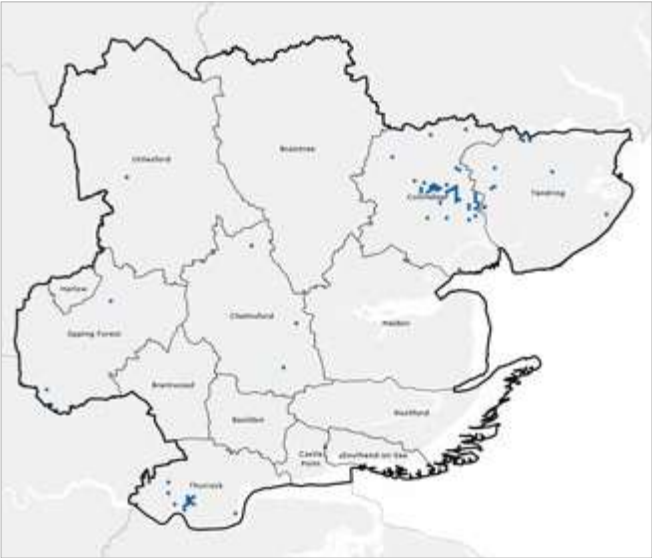 Uttlesford
Braintree
Colchester
Tendring
Harlow
Epping Forest
Chelmsford
Maldon
Brentwood
Basildon
Rochford
Castle
Point
Southend-on-Sea
Thurrock